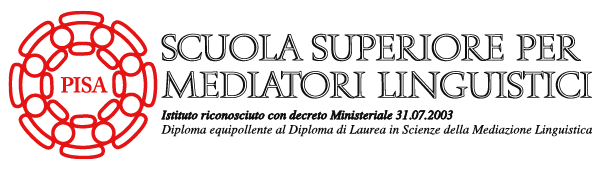 PISA
SCUOLA SUPERIORE PER
MEDIATORI LINGUISTICI
Istituto riconosciuto con decreto Ministeriale 31.07.2003
Diploma equipollente al Diploma di Laurea in Scienze della Mediazione Linguistica